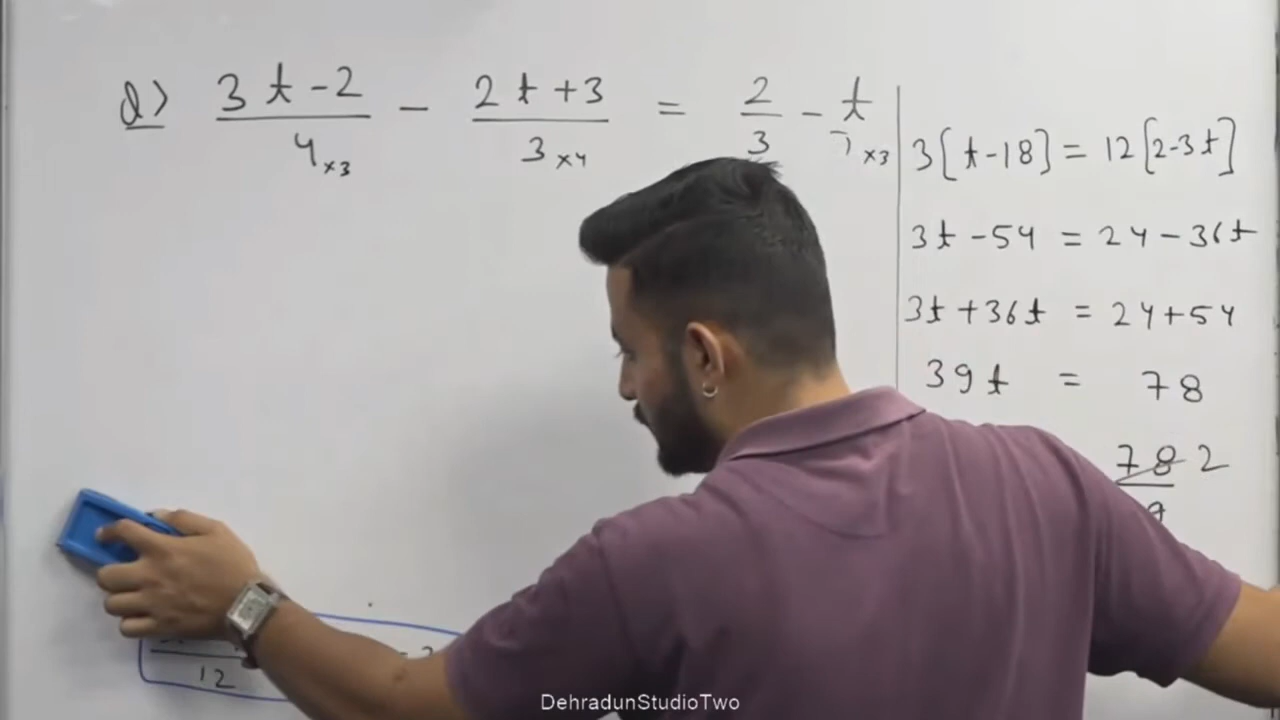 Q) 3t-2/4×3 - 2t+3/3×4 = 2/3 - t/1×3
3[t-18] = 12[2-3t]
3t-54 = 24-36t
3t+36t = 24+54
39t = 78
78 2
12
DehradunStudioTwo